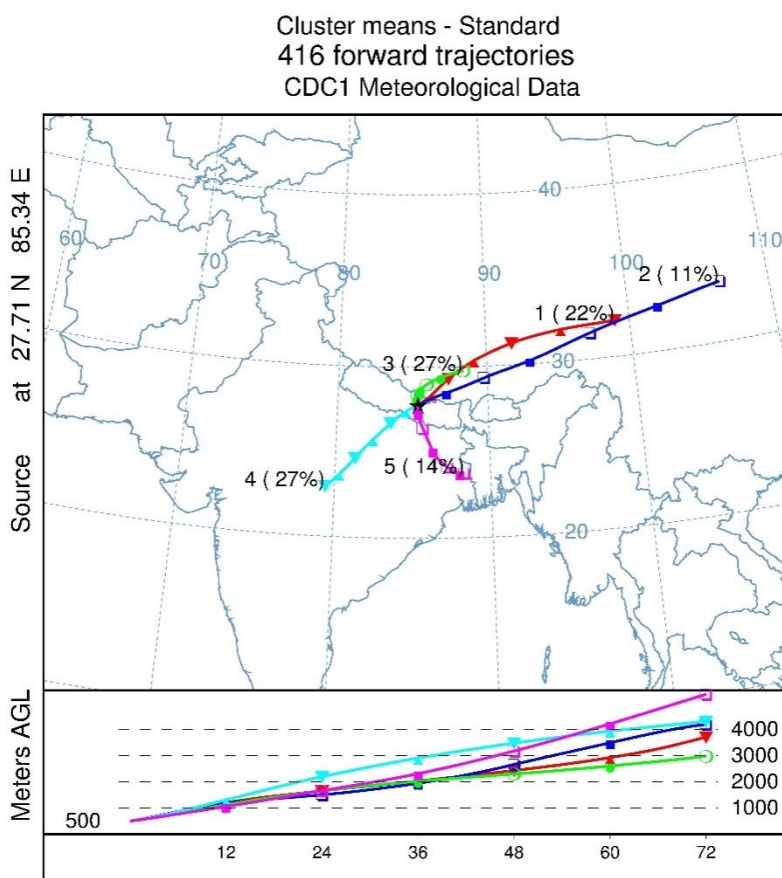 Cluster means - Standard
416 forward trajectories
CDC1 Meteorological Data
Source at 27.71 N 85.34 E
60
70
80
90
100
110
40
30
20
2 ( 11%)
1 ( 22%)
3 ( 27%)
4 ( 27%)
5 ( 14%)
Meters AGL
4000
3000
2000
1000
500
12 24 36 48 60 72